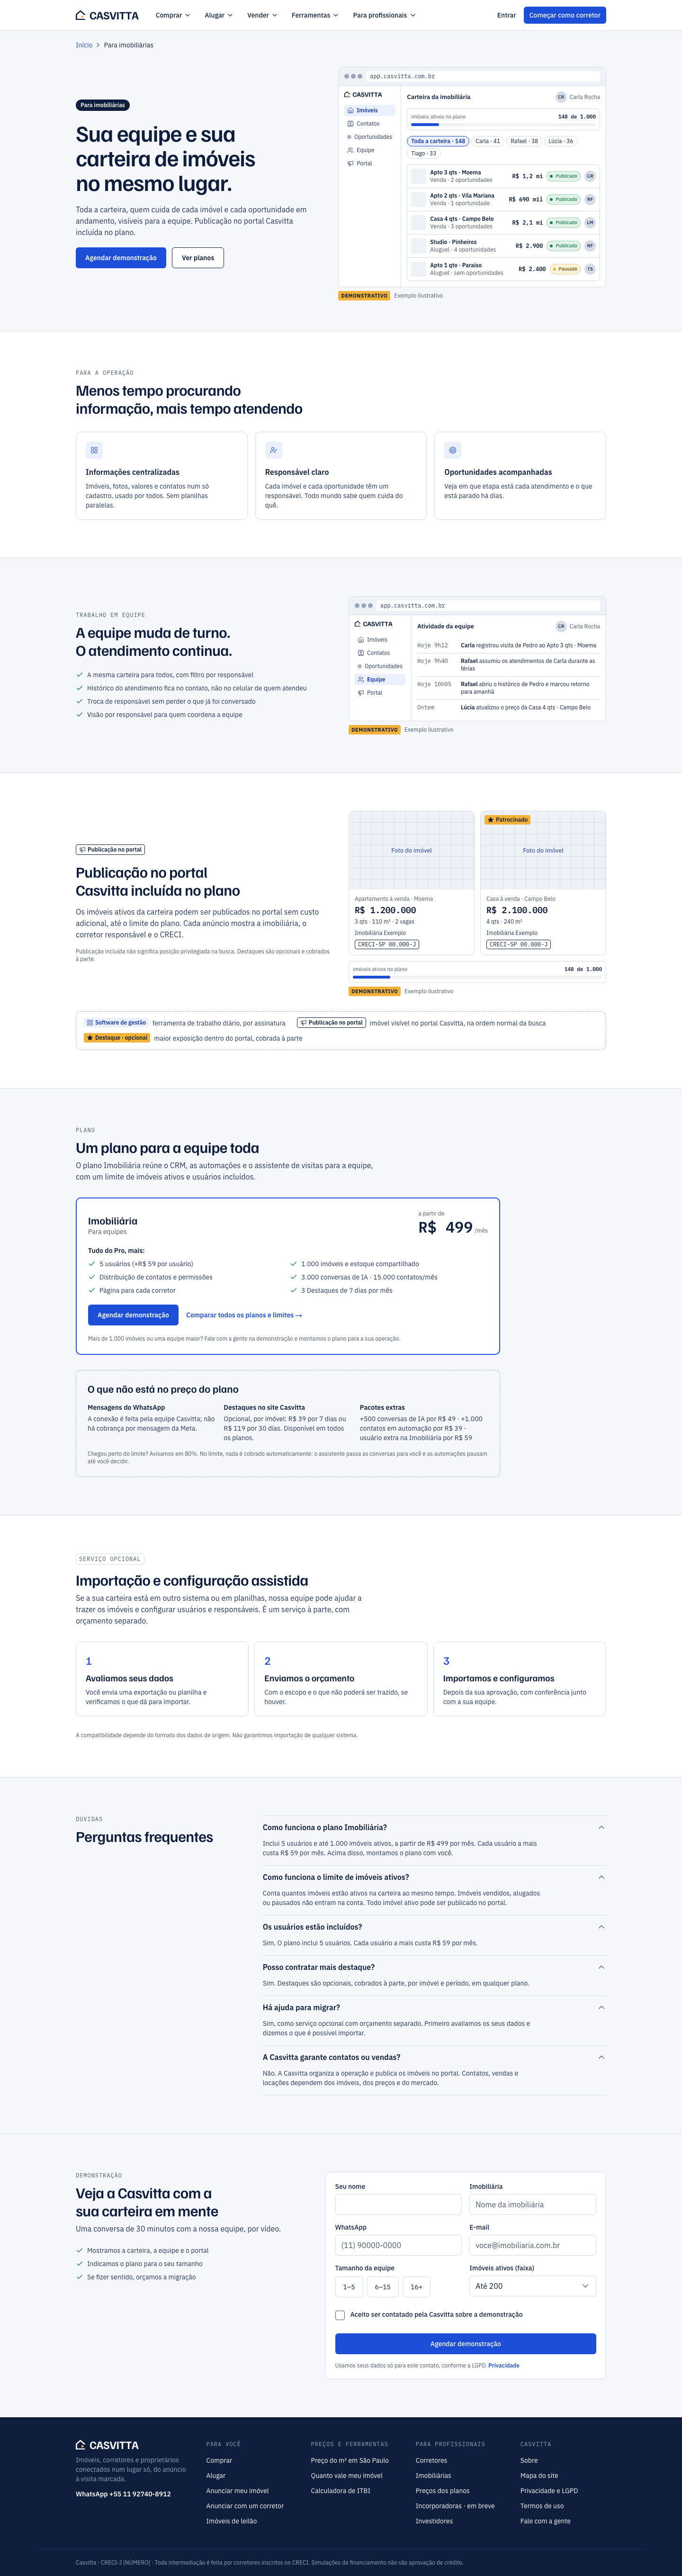 CASVITTA
Comprar
Alugar
Vender
Ferramentas
Para profissionais
Entrar
Começar como corretor
Início > Para imobiliárias
Para imobiliárias
Sua equipe e sua
carteira de imóveis
no mesmo lugar.
Toda a carteira, quem cuida de cada imóvel e cada oportunidade em
andamento, visíveis para a equipe. Publicação no portal Casvitta
incluída no plano.
Agendar demonstração
Ver planos
app.casvitta.com.br
CASVITTA
Imóveis
Contatos
Oportunidades
Equipe
Portal
Carteira da imobiliária
CR Carla Rocha
imóveis ativos no plano 148 de 1.000
Toda a carteira · 148
Carla · 41
Rafael · 38
Lúcia · 36
Tiago · 33
Apto 3 qts · Moema
Venda · 2 oportunidades
R$ 1,2 mi
Publicado
CR
Apto 2 qts · Vila Mariana
Venda · 1 oportunidade
R$ 690 mil
Publicado
RF
Casa 4 qts · Campo Belo
Venda · 3 oportunidades
R$ 2,1 mi
Publicado
LM
Studio · Pinheiros
Aluguel · 4 oportunidades
R$ 2.900
Publicado
RF
Apto 1 qto · Paraíso
Aluguel · sem oportunidades
R$ 2.400
Pausado
TS
DEMONSTRATIVO Exemplo ilustrativo
PARA A OPERAÇÃO
Menos tempo procurando
informação, mais tempo atendendo
Informações centralizadas
Imóveis, fotos, valores e contatos num só
cadastro, usado por todos. Sem planilhas
paralelas.
Responsável claro
Cada imóvel e cada oportunidade têm um
responsável. Todo mundo sabe quem cuida do
quê.
Oportunidades acompanhadas
Veja em que etapa está cada atendimento e o que
está parado há dias.
TRABALHO EM EQUIPE
A equipe muda de turno.
O atendimento continua.
A mesma carteira para todos, com filtro por responsável
Histórico do atendimento fica no contato, não no celular de quem atendeu
Troca de responsável sem perder o que já foi conversado
Visão por responsável para quem coordena a equipe
app.casvitta.com.br
CASVITTA
Imóveis
Contatos
Oportunidades
Equipe
Portal
Atividade da equipe
CR Carla Rocha
Hoje 9h12 Carla registrou visita de Pedro ao Apto 3 qts · Moema
Hoje 9h40 Rafael assumiu os atendimentos de Carla durante as
férias
Hoje 10h05 Rafael abriu o histórico de Pedro e marcou retorno
para amanhã
Ontem Lúcia atualizou o preço da Casa 4 qts · Campo Belo
DEMONSTRATIVO Exemplo ilustrativo
Publicação no portal
Publicação no portal
Casvitta incluída no plano
Os imóveis ativos da carteira podem ser publicados no portal sem custo
adicional, até o limite do plano. Cada anúncio mostra a imobiliária, o
corretor responsável e o CRECI.
Publicação incluída não significa posição privilegiada na busca. Destaques são opcionais e cobrados
à parte.
Foto do imóvel
Apartamento à venda · Moema
R$ 1.200.000
3 qts · 110 m² · 2 vagas
Imobiliária Exemplo
CRECI-SP 00.000-J
Patrocinado
Foto do imóvel
Casa à venda · Campo Belo
R$ 2.100.000
4 qts · 240 m²
Imobiliária Exemplo
CRECI-SP 00.000-J
imóveis ativos no plano 148 de 1.000
DEMONSTRATIVO Exemplo ilustrativo
Software de gestão ferramenta de trabalho diário, por assinatura
Publicação no portal imóvel visível no portal Casvitta, na ordem normal da busca
Destaque · opcional maior exposição dentro do portal, cobrada à parte
PLANO
Um plano para a equipe toda
O plano Imobiliária reúne o CRM, as automações e o assistente de visitas para a equipe,
com um limite de imóveis ativos e usuários incluídos.
Imobiliária
Para equipes
a partir de
R$ 499 /mês
Tudo do Pro, mais:
5 usuários (+R$ 59 por usuário)
1.000 imóveis e estoque compartilhado
Distribuição de contatos e permissões
3.000 conversas de IA · 15.000 contatos/mês
Página para cada corretor
3 Destaques de 7 dias por mês
Agendar demonstração
Comparar todos os planos e limites →
Mais de 1.000 imóveis ou uma equipe maior? Fale com a gente na demonstração e montamos o plano para a sua operação.
O que não está no preço do plano
Mensagens do WhatsApp
A conexão é feita pela equipe Casvitta; não
há cobrança por mensagem da Meta.
Destaques no site Casvitta
Opcional, por imóvel: R$ 39 por 7 dias ou
R$ 119 por 30 dias. Disponível em todos
os planos.
Pacotes extras
+500 conversas de IA por R$ 49 · +1.000
contatos em automação por R$ 39 ·
usuário extra na Imobiliária por R$ 59
Chegou perto do limite? Avisamos em 80%. No limite, nada é cobrado automaticamente: o assistente passa as conversas para você e as automações pausam
até você decidir.
SERVIÇO OPCIONAL
Importação e configuração assistida
Se a sua carteira está em outro sistema ou em planilhas, nossa equipe pode ajudar a
trazer os imóveis e configurar usuários e responsáveis. É um serviço à parte, com
orçamento separado.
1
Avaliamos seus dados
Você envia uma exportação ou planilha e
verificamos o que dá para importar.
2
Enviamos o orçamento
Com o escopo e o que não poderá ser trazido, se
houver.
3
Importamos e configuramos
Depois da sua aprovação, com conferência junto
com a sua equipe.
A compatibilidade depende do formato dos dados de origem. Não garantimos importação de qualquer sistema.
DÚVIDAS
Perguntas frequentes
Como funciona o plano Imobiliária?
Inclui 5 usuários e até 1.000 imóveis ativos, a partir de R$ 499 por mês. Cada usuário a mais
custa R$ 59 por mês. Acima disso, montamos o plano com você.
Como funciona o limite de imóveis ativos?
Conta quantos imóveis estão ativos na carteira ao mesmo tempo. Imóveis vendidos, alugados
ou pausados não entram na conta. Todo imóvel ativo pode ser publicado no portal.
Os usuários estão incluídos?
Sim. O plano inclui 5 usuários. Cada usuário a mais custa R$ 59 por mês.
Posso contratar mais destaque?
Sim. Destaques são opcionais, cobrados à parte, por imóvel e período, em qualquer plano.
Há ajuda para migrar?
Sim, como serviço opcional com orçamento separado. Primeiro avaliamos os seus dados e
dizemos o que é possível importar.
A Casvitta garante contatos ou vendas?
Não. A Casvitta organiza a operação e publica os imóveis no portal. Contatos, vendas e
locações dependem dos imóveis, dos preços e do mercado.
DEMONSTRAÇÃO
Veja a Casvitta com a
sua carteira em mente
Uma conversa de 30 minutos com a nossa equipe, por vídeo.
Mostramos a carteira, a equipe e o portal
Indicamos o plano para o seu tamanho
Se fizer sentido, orçamos a migração
Seu nome
Imobiliária
Nome da imobiliária
WhatsApp
(11) 90000-0000
E-mail
voce@imobiliaria.com.br
Tamanho da equipe
1–5
6–15
16+
Imóveis ativos (faixa)
Até 200
Aceito ser contatado pela Casvitta sobre a demonstração
Agendar demonstração
Usamos seus dados só para este contato, conforme a LGPD. Privacidade
CASVITTA
Imóveis, corretores e proprietários
conectados num lugar só, do anúncio
à visita marcada.
WhatsApp +55 11 92740-8912
PARA VOCÊ
Comprar
Alugar
Anunciar meu imóvel
Anunciar com um corretor
Imóveis de leilão
PREÇOS E FERRAMENTAS
Preço do m² em São Paulo
Quanto vale meu imóvel
Calculadora de ITBI
PARA PROFISSIONAIS
Corretores
Imobiliárias
Preços dos planos
Incorporadoras · em breve
Investidores
CASVITTA
Sobre
Mapa do site
Privacidade e LGPD
Termos de uso
Fale com a gente
Casvitta · CRECI-J [NÚMERO] · Toda intermediação é feita por corretores inscritos no CRECI. Simulações de financiamento não são aprovação de crédito.